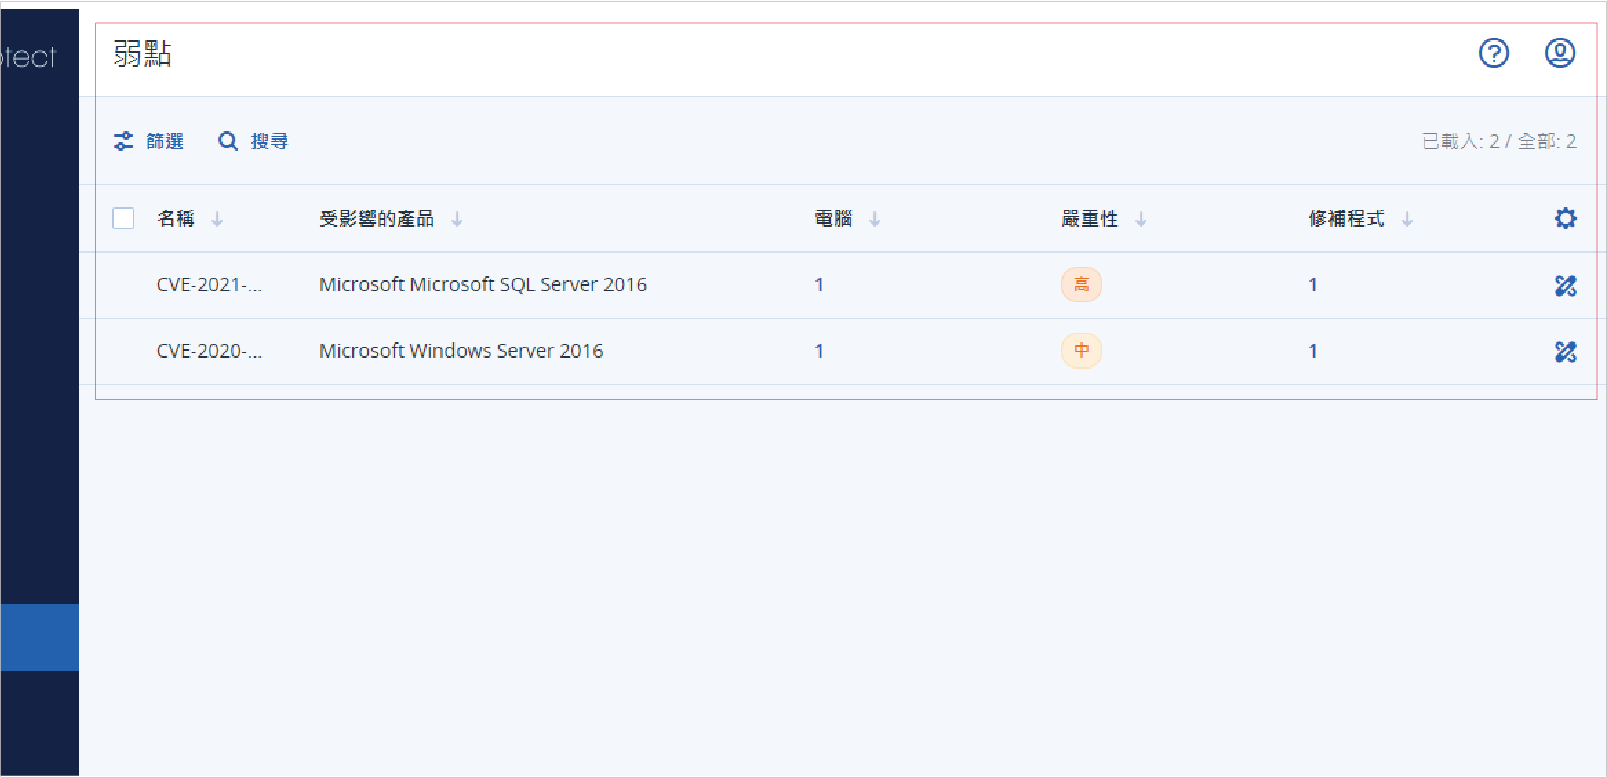 otect
弱點
篩選 搜尋 已載入: 2 / 全部: 2
名稱 受影響的產品 電腦 嚴重性 修補程式
CVE-2021-... Microsoft Microsoft SQL Server 2016 1 高 1
CVE-2020-... Microsoft Windows Server 2016 1 中 1